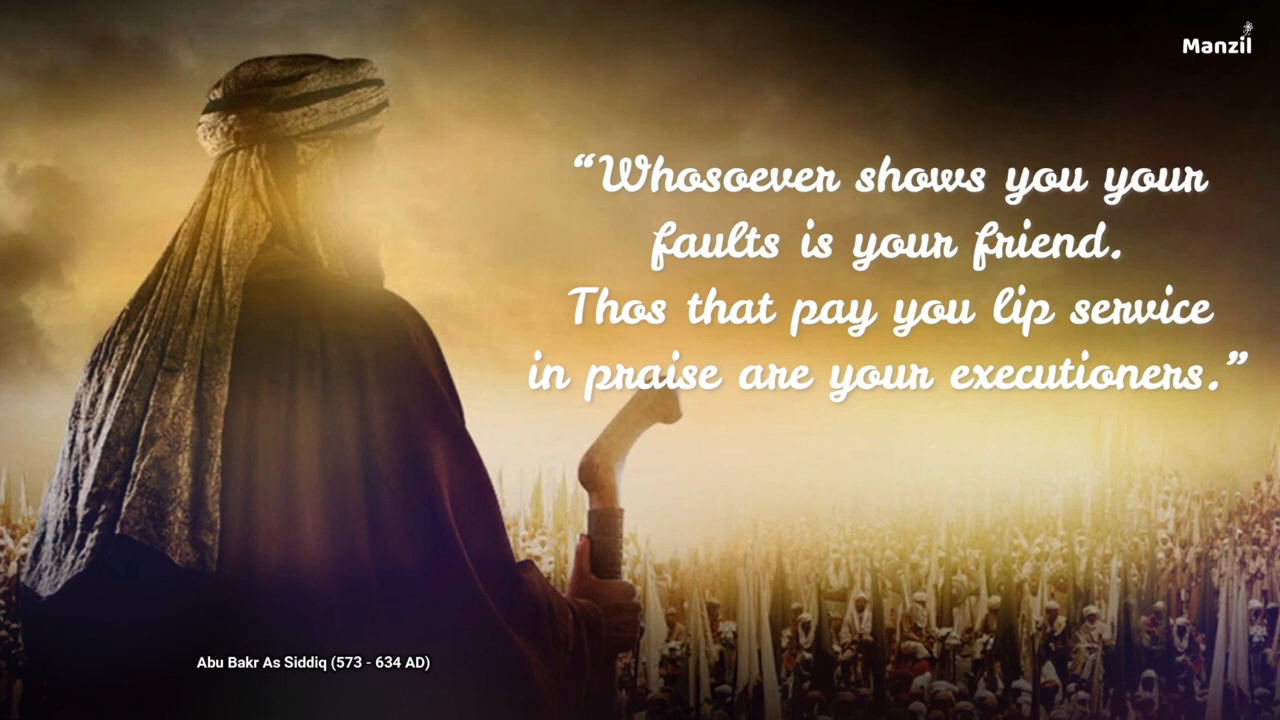 Manzil
“Whosoever shows you your
faults is your friend.
Thos that pay you lip service
in praise are your executioners.”
Abu Bakr As Siddiq (573 - 634 AD)